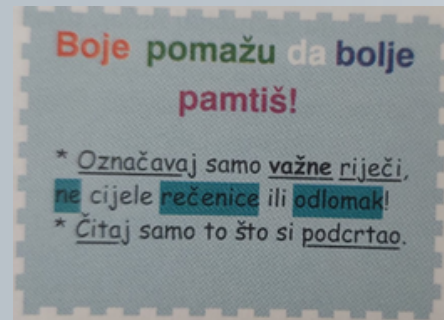 Boje pomažu da bolje
pamtiš!
* Označavaj samo važne riječi,
ne cijele rečenice ili odlomak!
* Čitaj samo to što si podcrtao.